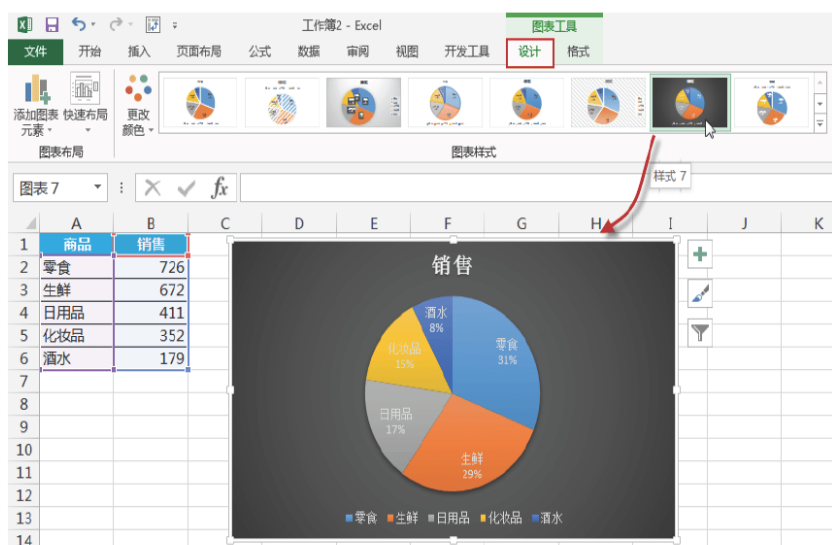 工作簿2 - Excel
图表工具
文件 开始 插入 页面布局 公式 数据 审阅 视图 开发工具 设计 格式
添加图表元素 快速布局 更改颜色
图表布局 图表样式
样式 7
图表 7 fx
A B C D E F G H I J K
1 商品 销售
2 零食 726
3 生鲜 672
4 日用品 411
5 化妆品 352
6 酒水 179
7
8
9
10
11
12
13
14
销售
酒水
8%
零食
31%
化妆品
15%
日用品
17%
生鲜
29%
零食 生鲜 日用品 化妆品 酒水